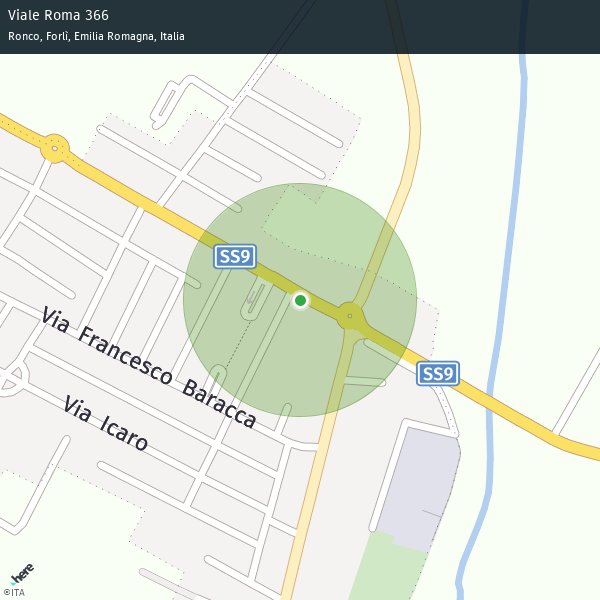 Viale Roma 366
Ronco, Forlì, Emilia Romagna, Italia
SS9
SS9
Via Francesco Baracca
Via Icaro
here
©ITA